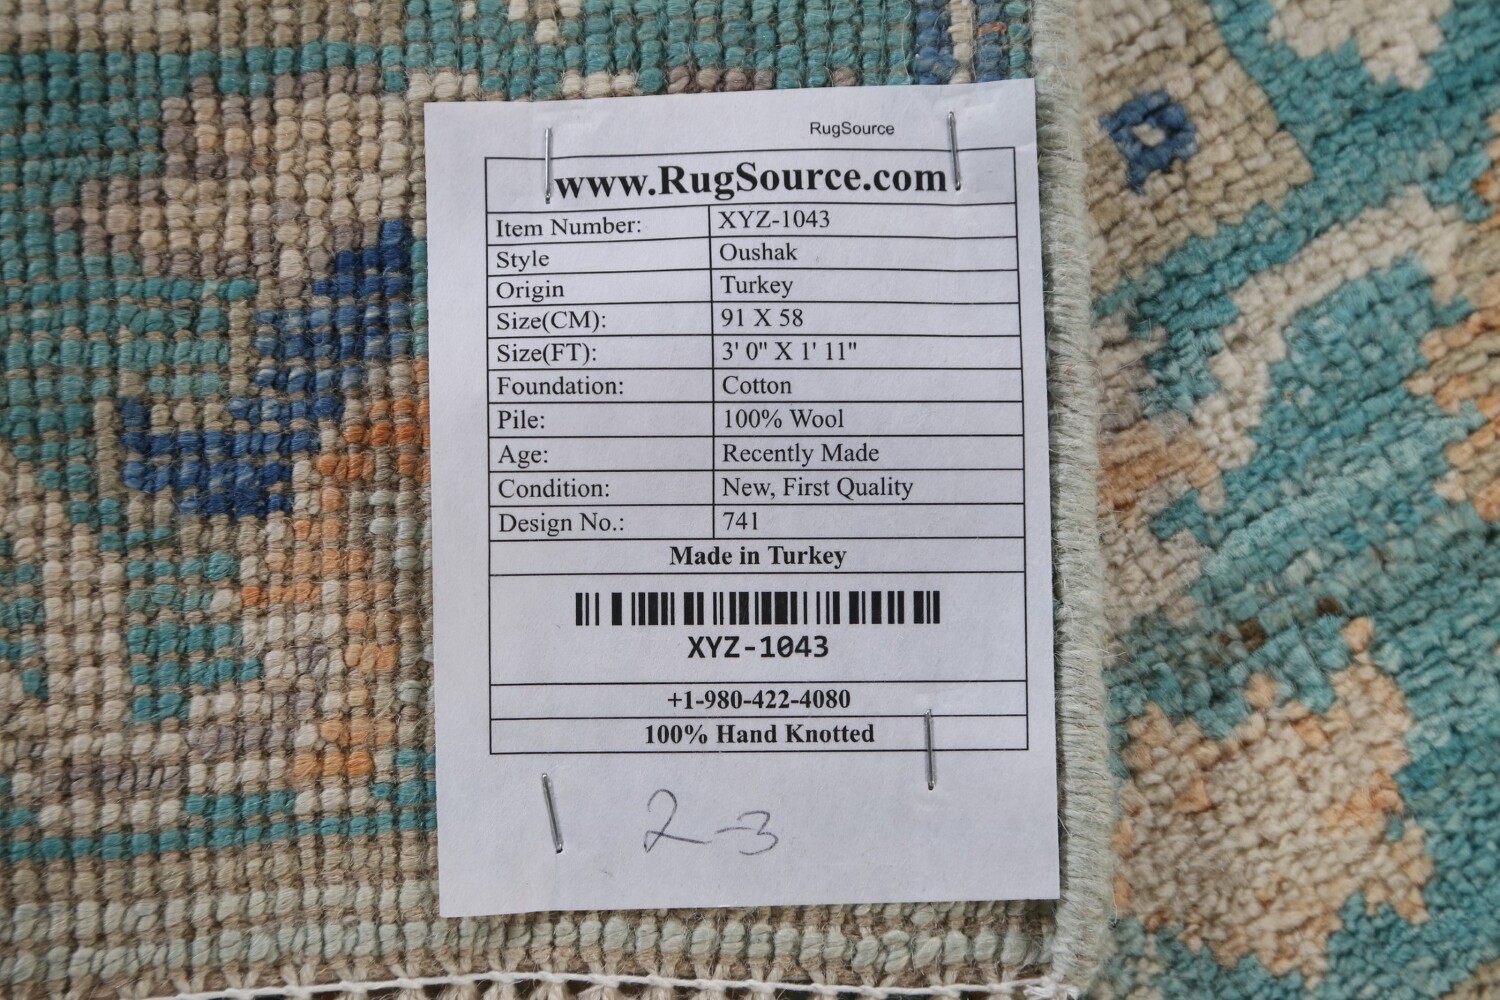 RugSource
www.RugSource.com
Item Number: XYZ-1043
Style Oushak
Origin Turkey
Size(CM): 91 X 58
Size(FT): 3' 0" X 1' 11"
Foundation: Cotton
Pile: 100% Wool
Age: Recently Made
Condition: New, First Quality
Design No.: 741
Made in Turkey
XYZ-1043
+1-980-422-4080
100% Hand Knotted
2-3